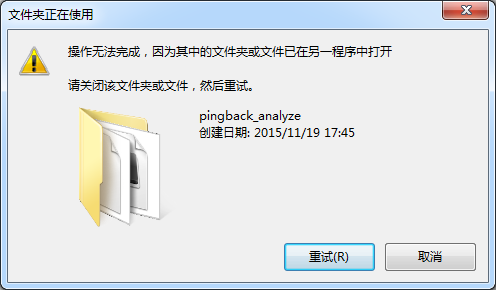 文件夹正在使用
操作无法完成，因为其中的文件夹或文件已在另一程序中打开
请关闭该文件夹或文件，然后重试。
pingback_analyze
创建日期: 2015/11/19 17:45
重试(R)
取消